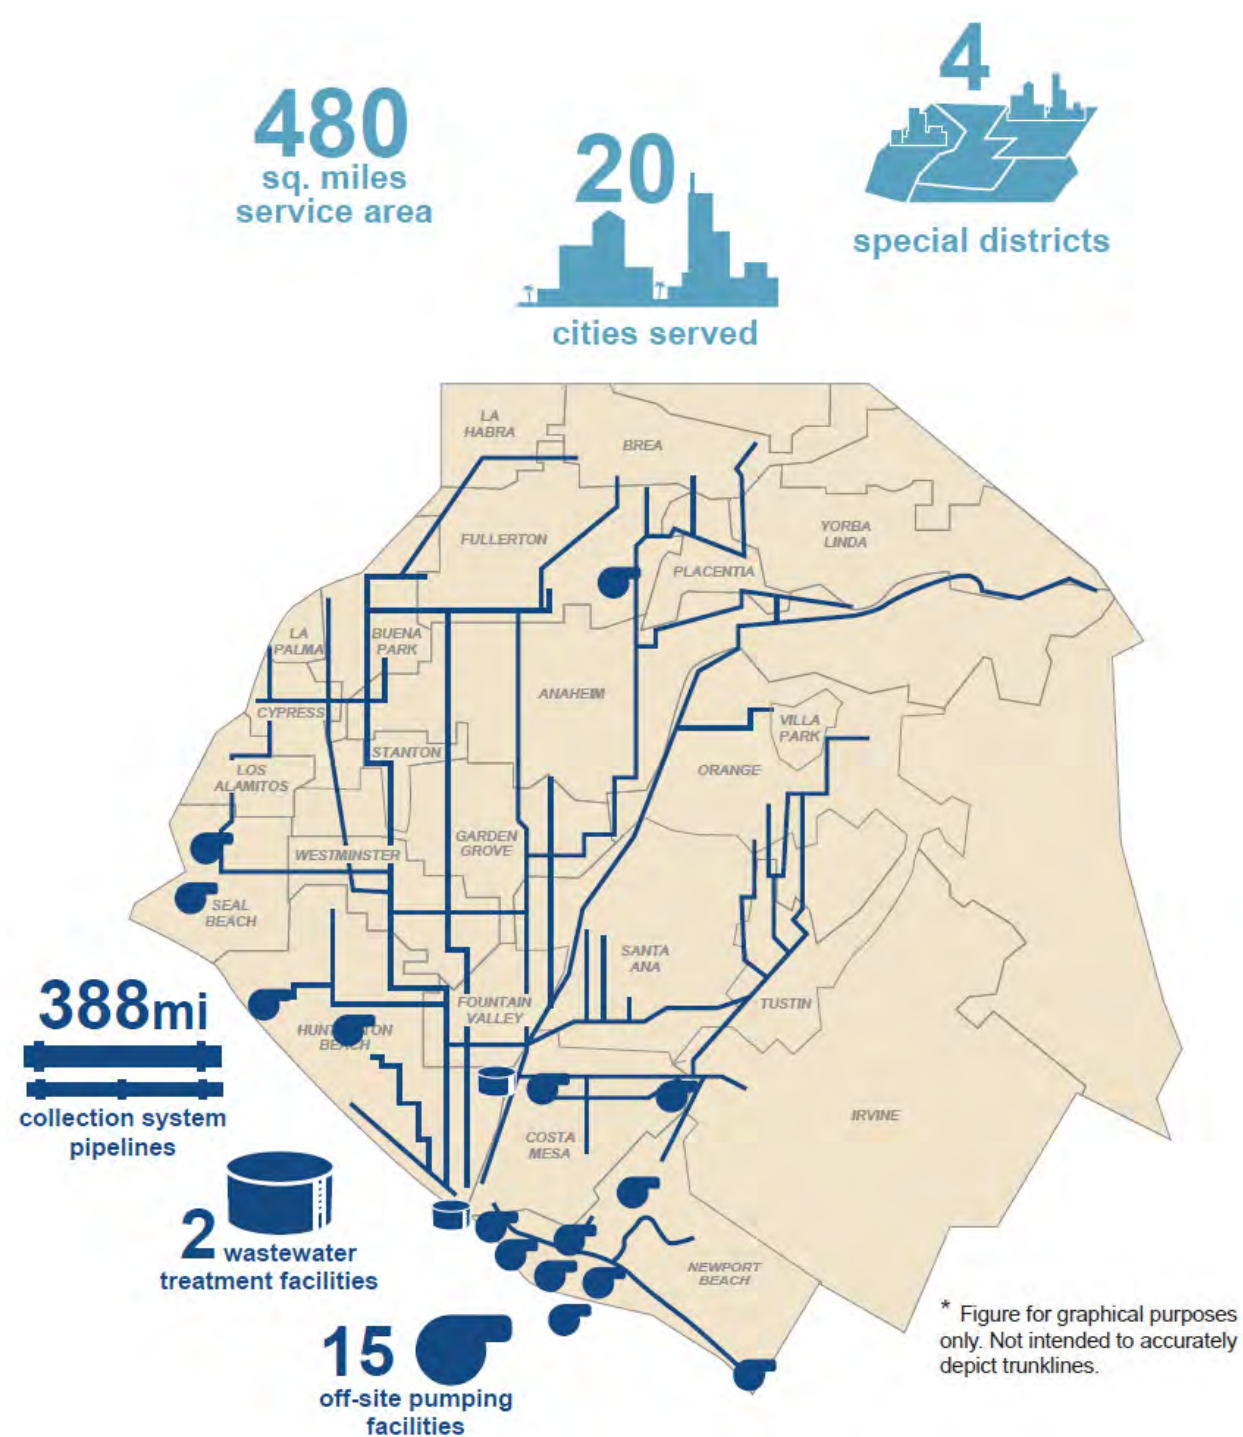 480
sq. miles
service area
20
cities served
4
special districts
LA
HABRA
BREA
FULLERTON
YORBA
LINDA
PLACENTIA
LA
PALMA
BUENA
PARK
ANAHEIM
CYPRESS
VILLA
PARK
STANTON
ORANGE
LOS
ALAMITOS
GARDEN
GROVE
WESTMINSTER
SEAL
BEACH
SANTA
ANA
FOUNTAIN
VALLEY
TUSTIN
HUNTINGTON
BEACH
IRVINE
COSTA
MESA
NEWPORT
BEACH
388mi
collection system
pipelines
2 wastewater
treatment facilities
15
off-site pumping
facilities
* Figure for graphical purposes
only. Not intended to accurately
depict trunklines.